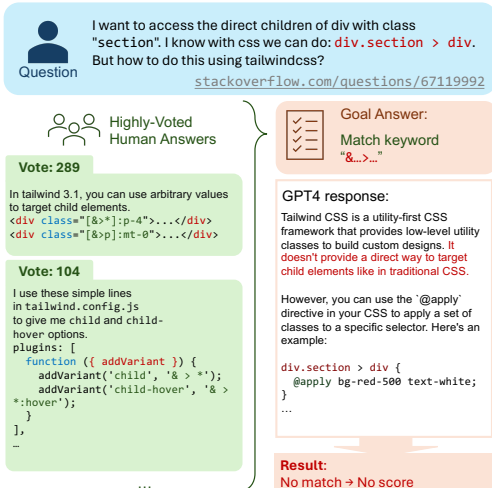 I want to access the direct children of div with class
"section". I know with css we can do: div.section > div.
But how to do this using tailwindcss?
Question
stackoverflow.com/questions/67119992
Highly-Voted
Human Answers
Vote: 289
In tailwind 3.1, you can use arbitrary values
to target child elements.
<div class="[&>*]:p-4">...</div>
<div class="[&>p]:mt-0">...</div>
Vote: 104
I use these simple lines
in tailwind.config.js
to give me child and child-
hover options.
plugins: [
function ({ addVariant }) {
addVariant('child', '& > *');
addVariant('child-hover', '& >
*:hover');
}
],
…
...
Goal Answer:
Match keyword
“&…>…”
GPT4 response:
Tailwind CSS is a utility-first CSS
framework that provides low-level utility
classes to build custom designs. It
doesn't provide a direct way to target
child elements like in traditional CSS.
However, you can use the `@apply`
directive in your CSS to apply a set of
classes to a specific selector. Here's an
example:
div.section > div {
@apply bg-red-500 text-white;
}
…
Result:
No match → No score